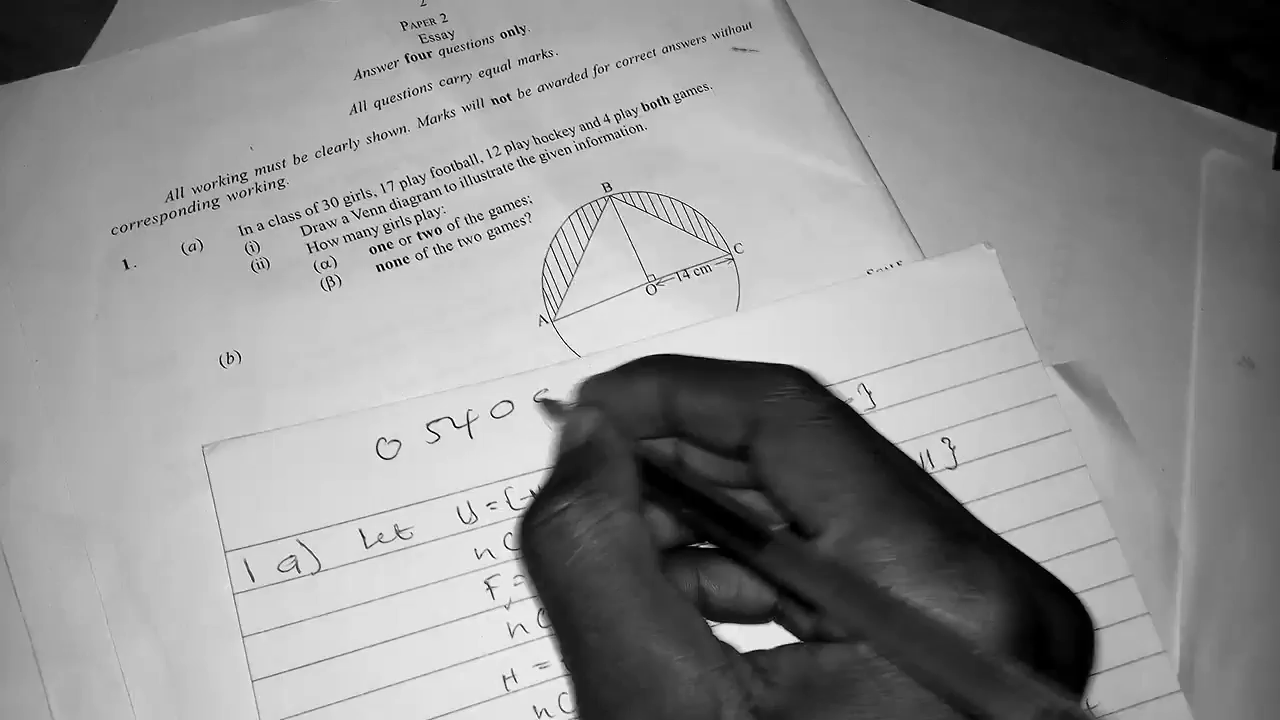 2
PAPER 2
Essay
Answer four questions only.
All questions carry equal marks.
All working must be clearly shown. Marks will not be awarded for correct answers without
corresponding working.
1. (a) In a class of 30 girls, 17 play football, 12 play hockey and 4 play both games.
(i) Draw a Venn diagram to illustrate the given information.
(ii) How many girls play:
(α) one or two of the games;
(β) none of the two games?
B
C
O
14 cm
A
(b)
0540
1 a) Let U = {
n(
F =
n(
H =
n(